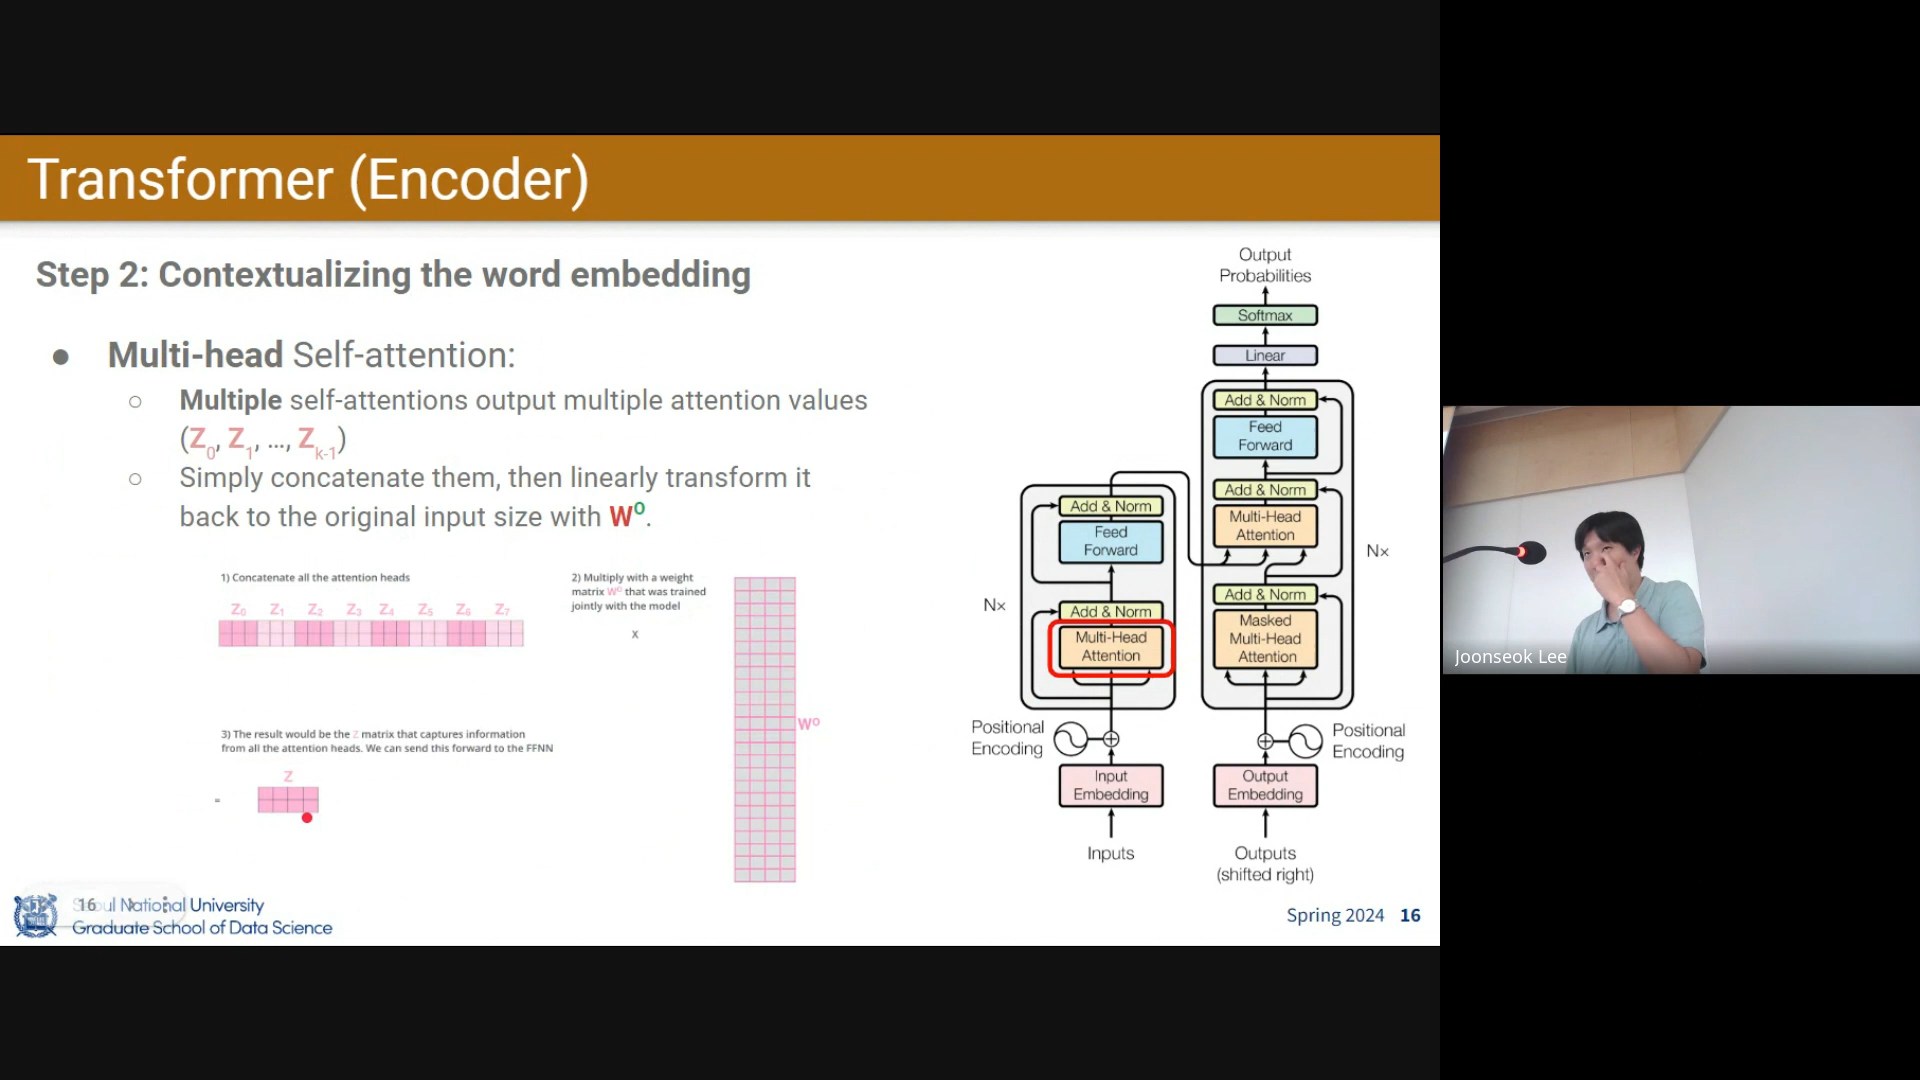 Transformer (Encoder)
Step 2: Contextualizing the word embedding
● Multi-head Self-attention:
○ Multiple self-attentions output multiple attention values
(Z0, Z1, ..., Zk-1)
○ Simply concatenate them, then linearly transform it
back to the original input size with WO.
1) Concatenate all the attention heads
Z0 Z1 Z2 Z3 Z4 Z5 Z6 Z7
2) Multiply with a weight
matrix WO that was trained
jointly with the model
x
WO
3) The result would be the Z matrix that captures information
from all the attention heads. We can send this forward to the FFNN
Z
=
Output
Probabilities
Softmax
Linear
Add & Norm
Feed
Forward
Add & Norm
Multi-Head
Attention
Nx
Add & Norm
Masked
Multi-Head
Attention
Positional
Encoding
Output
Embedding
Outputs
(shifted right)
Add & Norm
Feed
Forward
Nx
Add & Norm
Multi-Head
Attention
Positional
Encoding
Input
Embedding
Inputs
16
Seoul National University
Graduate School of Data Science
Spring 2024 16
Joonseok Lee